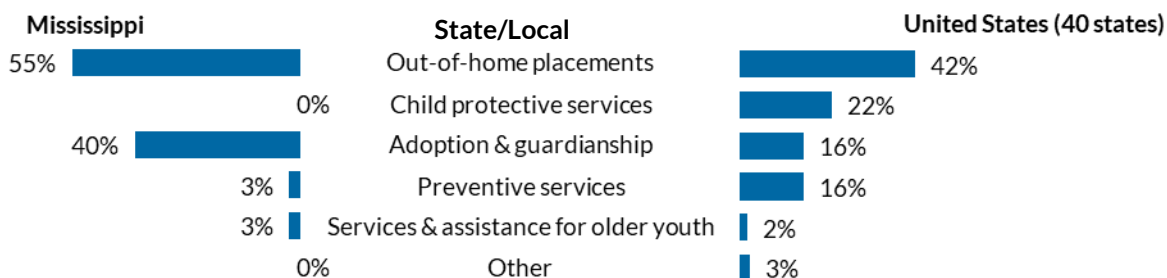 Mississippi State/Local United States (40 states)
55% Out-of-home placements 42%
0% Child protective services 22%
40% Adoption & guardianship 16%
3% Preventive services 16%
3% Services & assistance for older youth 2%
0% Other 3%